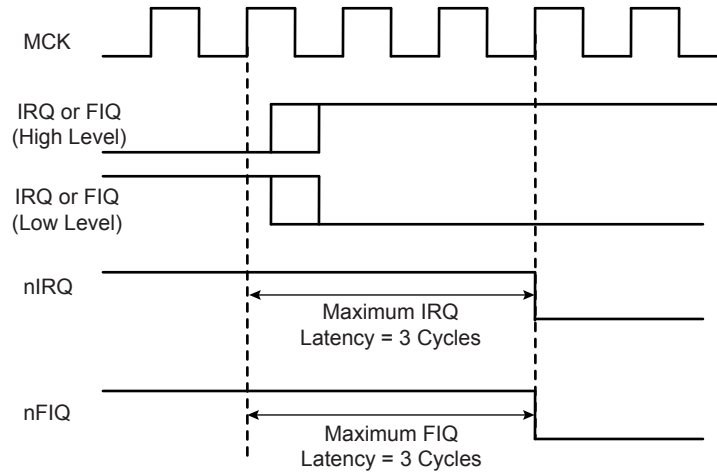 MCK
IRQ or FIQ
(High Level)
IRQ or FIQ
(Low Level)
nIRQ
Maximum IRQ
Latency = 3 Cycles
nFIQ
Maximum FIQ
Latency = 3 Cycles